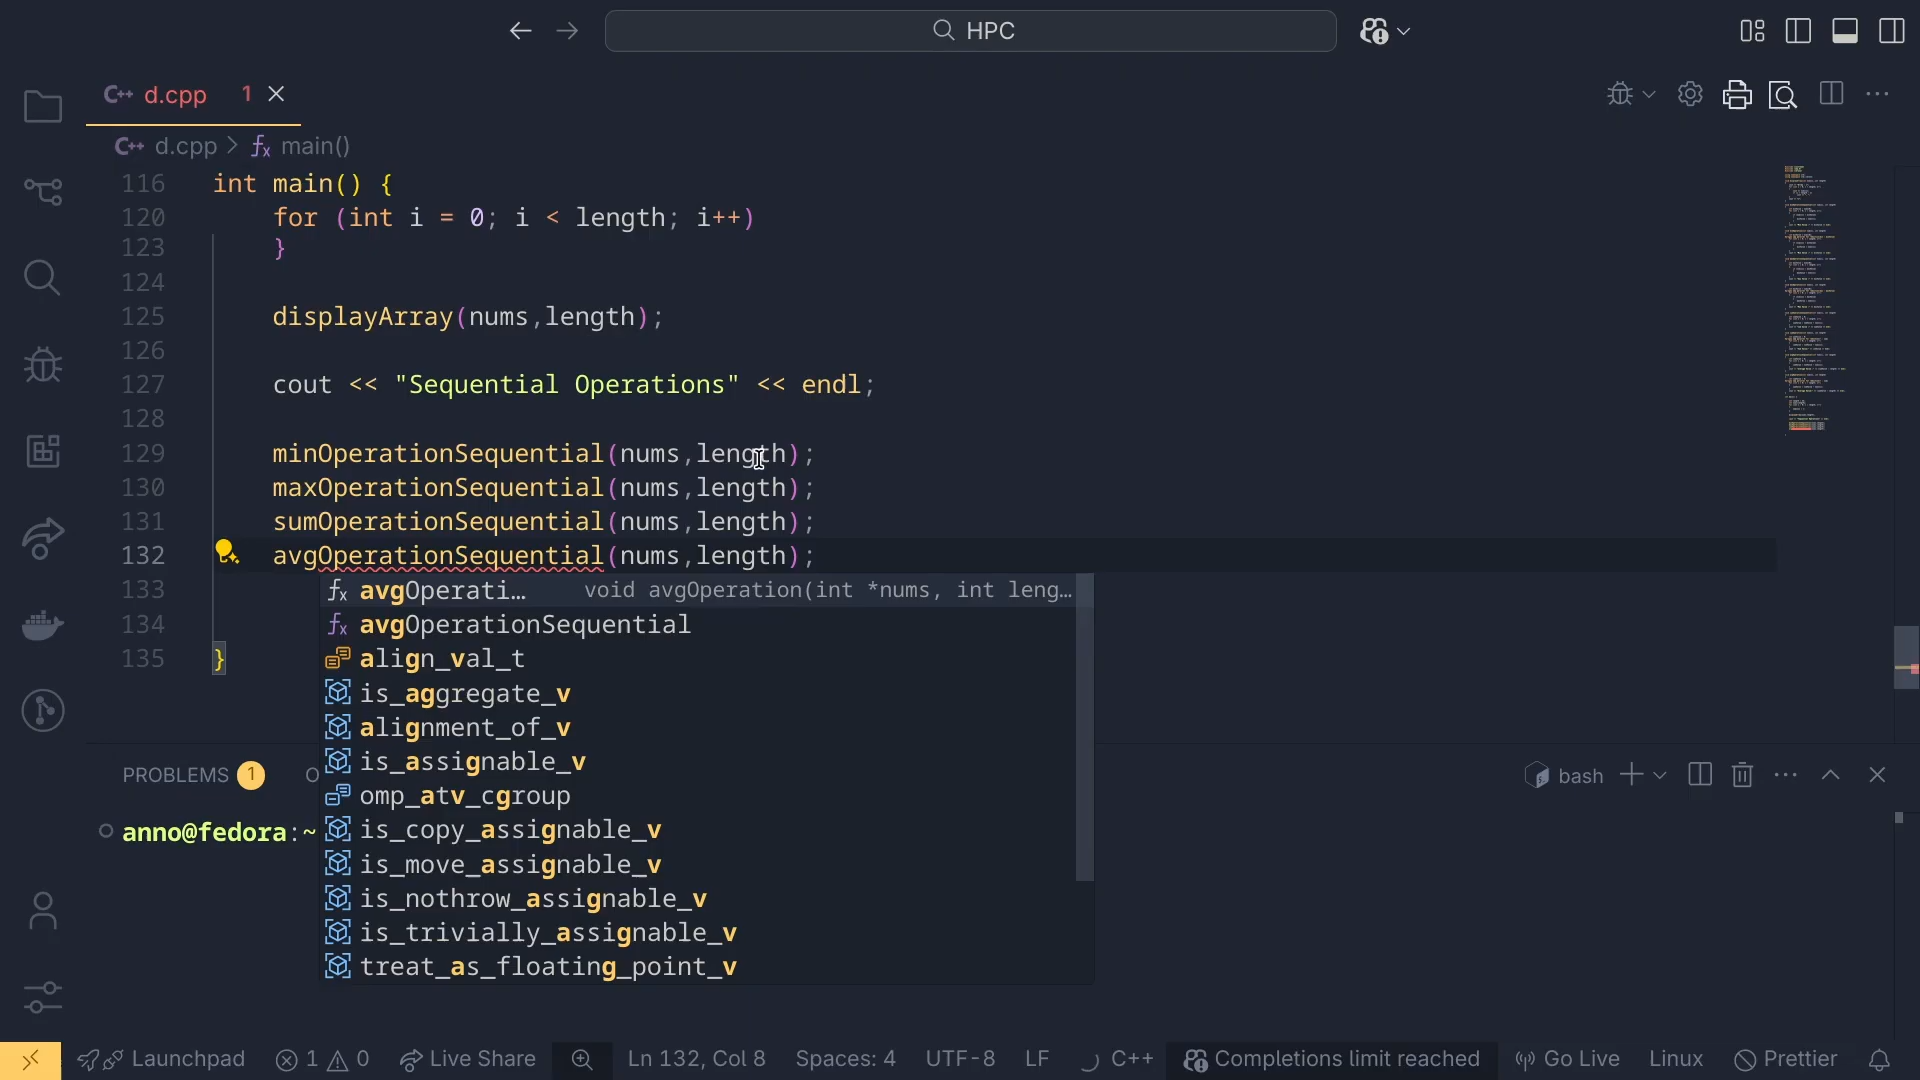 HPC
C++ d.cpp 1
C++ d.cpp > fx main()
116 int main() {
120 for (int i = 0; i < length; i++)
123 }
124
125 displayArray(nums,length);
126
127 cout << "Sequential Operations" << endl;
128
129 minOperationSequential(nums,length);
130 maxOperationSequential(nums,length);
131 sumOperationSequential(nums,length);
132 avgOperationSequential(nums,length);
133
134
135 }
fx avgOperati… void avgOperation(int *nums, int leng…
fx avgOperationSequential
align_val_t
is_aggregate_v
alignment_of_v
is_assignable_v
omp_atv_cgroup
is_copy_assignable_v
is_move_assignable_v
is_nothrow_assignable_v
is_trivially_assignable_v
treat_as_floating_point_v
PROBLEMS 1 O bash
anno@fedora:~
Launchpad 1 0 Live Share Ln 132, Col 8 Spaces: 4 UTF-8 LF C++ Completions limit reached Go Live Linux Prettier